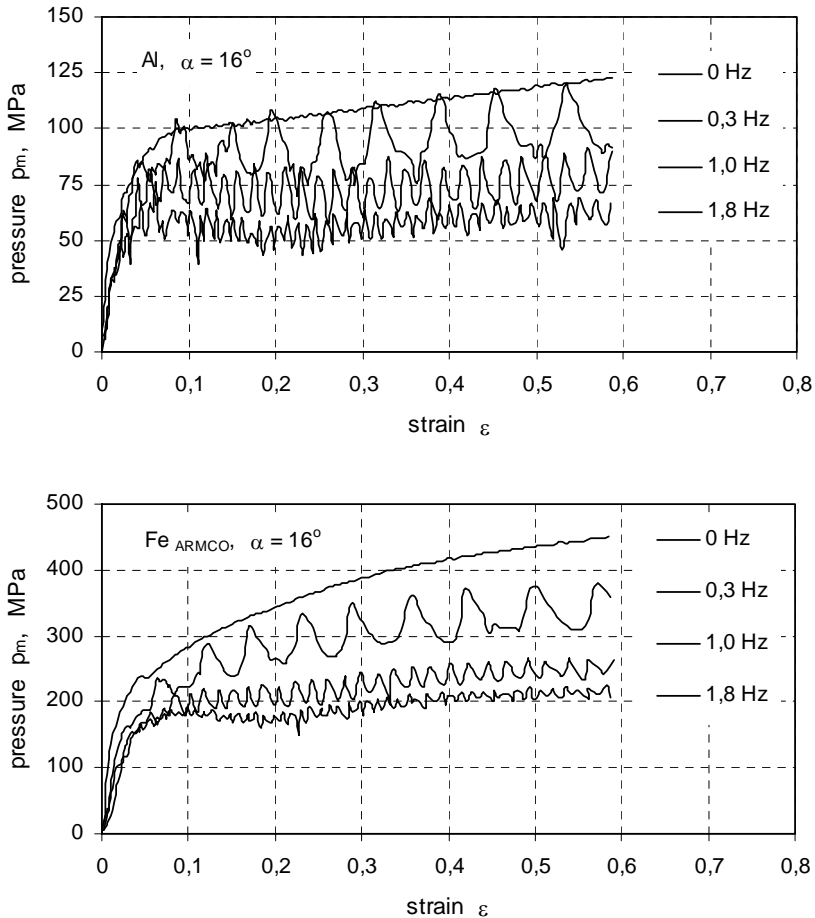 150
125
100
75
50
25
0
pressure pm, MPa
Al, α = 16°
0 Hz
0,3 Hz
1,0 Hz
1,8 Hz
0 0,1 0,2 0,3 0,4 0,5 0,6 0,7 0,8
strain ε
500
400
300
200
100
0
pressure pm, MPa
Fe ARMCO, α = 16°
0 Hz
0,3 Hz
1,0 Hz
1,8 Hz
0 0,1 0,2 0,3 0,4 0,5 0,6 0,7 0,8
strain ε